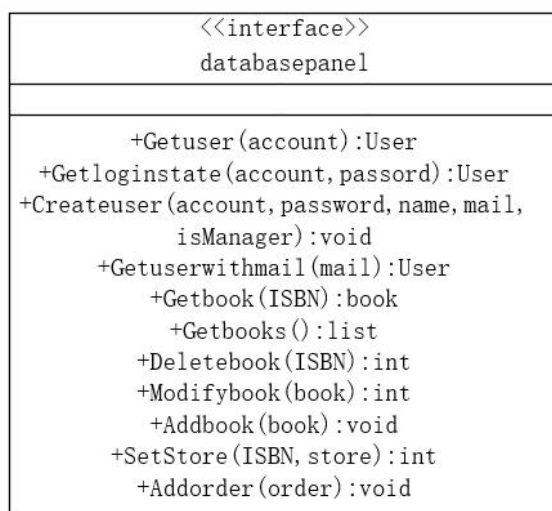 <<interface>>
databasepanel
+Getuser(account):User
+Getloginstate(account,passord):User
+Createuser(account,password,name,mail,
isManager):void
+Getuserwithmail(mail):User
+Getbook(ISBN):book
+Getbooks():list
+Deletebook(ISBN):int
+Modifybook(book):int
+Addbook(book):void
+SetStore(ISBN,store):int
+Addorder(order):void